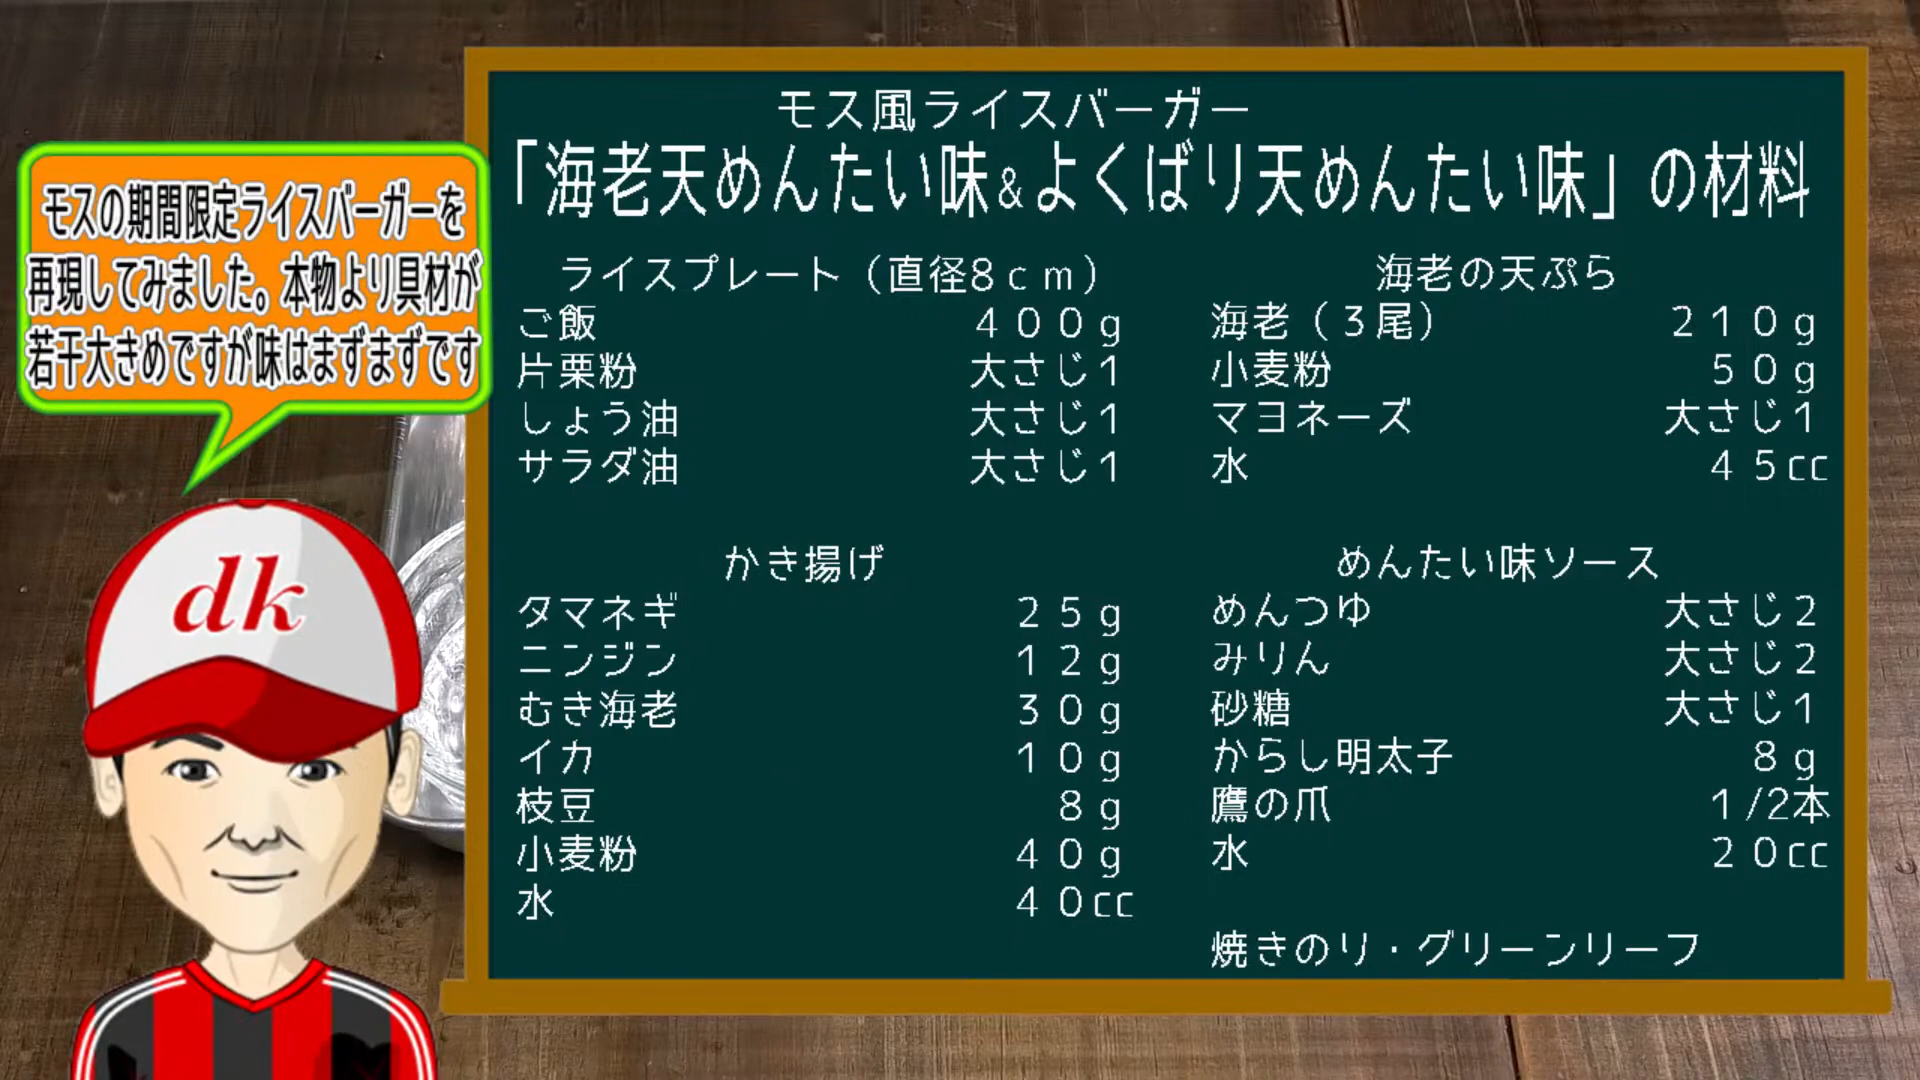 モスの期間限定ライスバーガーを
再現してみました。本物より具材が
若干大きめですが味はまずまずです
dk
モス風ライスバーガー
「海老天めんたい味&よくばり天めんたい味」の材料
ライスプレート（直径8ｃｍ）
ご飯 ４００ｇ
片栗粉 大さじ１
しょう油 大さじ１
サラダ油 大さじ１
海老の天ぷら
海老（３尾） ２１０ｇ
小麦粉 ５０ｇ
マヨネーズ 大さじ１
水 ４５㏄
かき揚げ
タマネギ ２５ｇ
ニンジン １２ｇ
むき海老 ３０ｇ
イカ １０ｇ
枝豆 ８ｇ
小麦粉 ４０ｇ
水 ４０㏄
めんたい味ソース
めんつゆ 大さじ２
みりん 大さじ２
砂糖 大さじ１
からし明太子 ８ｇ
鷹の爪 １/2本
水 ２０㏄
焼きのり・グリーンリーフ